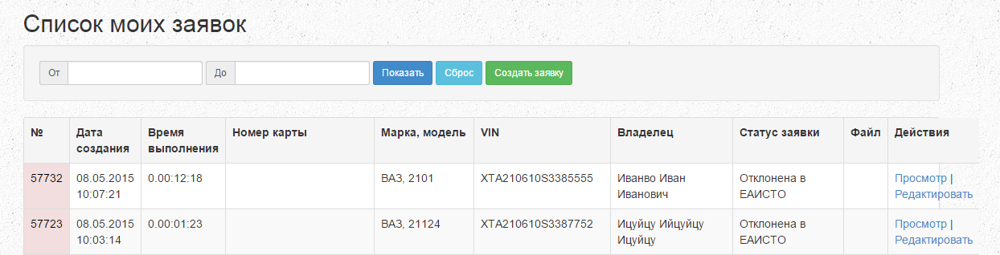 Список моих заявок
От До Показать Сброс Создать заявку
№ Дата создания Время выполнения Номер карты Марка, модель VIN Владелец Статус заявки Файл Действия
57732 08.05.2015 10:07:21 0.00:12:18 ВАЗ, 2101 XTA210610S3385555 Иванво Иван Иванович Отклонена в ЕАИСТО Просмотр | Редактировать
57723 08.05.2015 10:03:14 0.00:01:23 ВАЗ, 21124 XTA210610S3387752 Ицуйцу Ийцуйцу Ицуйцу Отклонена в ЕАИСТО Просмотр | Редактировать